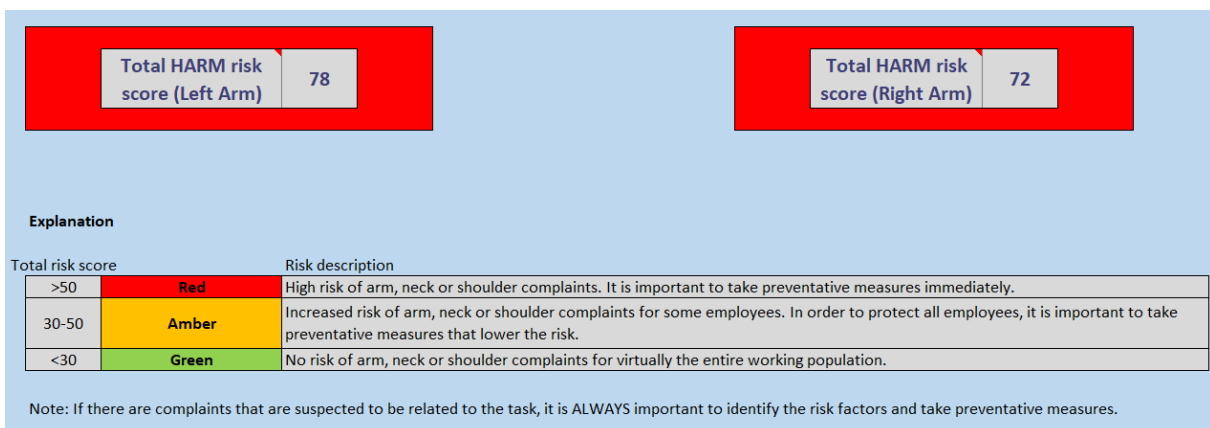 Total HARM risk
score (Left Arm)
78
Total HARM risk
score (Right Arm)
72
Explanation
Total risk score
Risk description
>50
Red
High risk of arm, neck or shoulder complaints. It is important to take preventative measures immediately.
30-50
Amber
Increased risk of arm, neck or shoulder complaints for some employees. In order to protect all employees, it is important to take
preventative measures that lower the risk.
<30
Green
No risk of arm, neck or shoulder complaints for virtually the entire working population.
Note: If there are complaints that are suspected to be related to the task, it is ALWAYS important to identify the risk factors and take preventative measures.